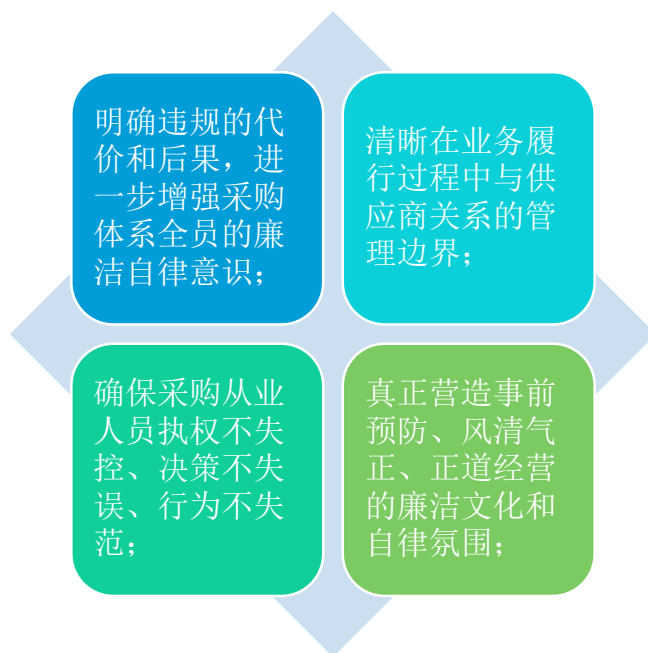 明确违规的代
价和后果，进
一步增强采购
体系全员的廉
洁自律意识；
清晰在业务履
行过程中与供
应商关系的管
理边界；
确保采购从业
人员执权不失
控、决策不失
误、行为不失
范；
真正营造事前
预防、风清气
正、正道经营
的廉洁文化和
自律氛围；